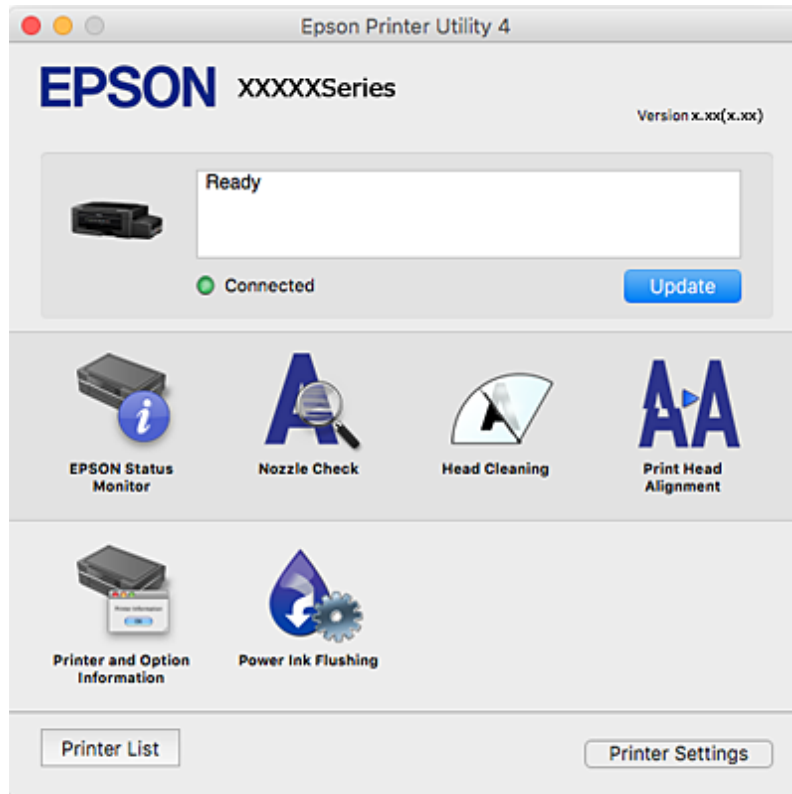 Epson Printer Utility 4
EPSON XXXXXSeries
Version x.xx(x.xx)
Ready
Connected
Update
EPSON Status
Monitor
Nozzle Check
Head Cleaning
Print Head
Alignment
Printer and Option
Information
Power Ink Flushing
Printer List
Printer Settings